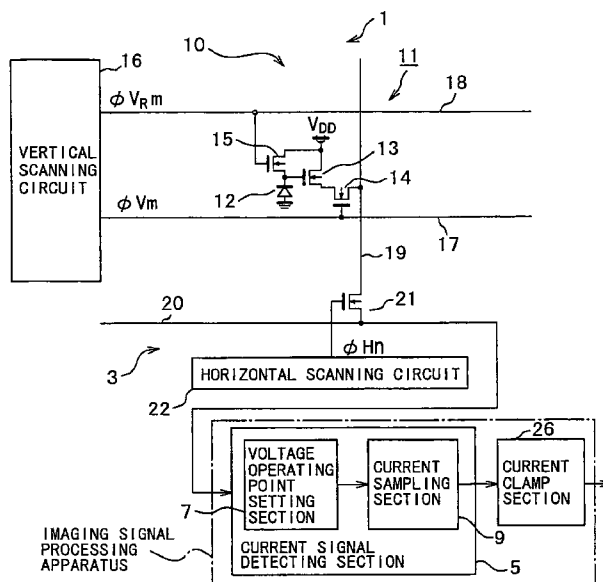 1
10
16
11
φVRm
18
VDD
15
13
VERTICAL
SCANNING
CIRCUIT
14
12
φVm
17
19
20
21
φHn
3
HORIZONTAL SCANNING CIRCUIT
22
26
VOLTAGE
OPERATING
POINT
SETTING
SECTION
CURRENT
SAMPLING
SECTION
CURRENT
CLAMP
SECTION
7
9
IMAGING SIGNAL
PROCESSING
APPARATUS
CURRENT SIGNAL
DETECTING SECTION
5